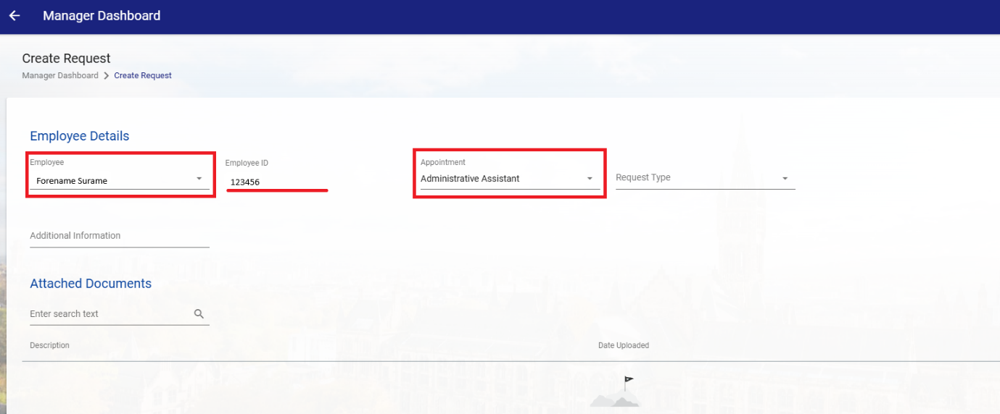 Manager Dashboard
Create Request
Manager Dashboard > Create Request
Employee Details
Employee
Forename Surame
Employee ID
123456
Appointment
Administrative Assistant
Request Type
Additional Information
Attached Documents
Enter search text
Description Date Uploaded